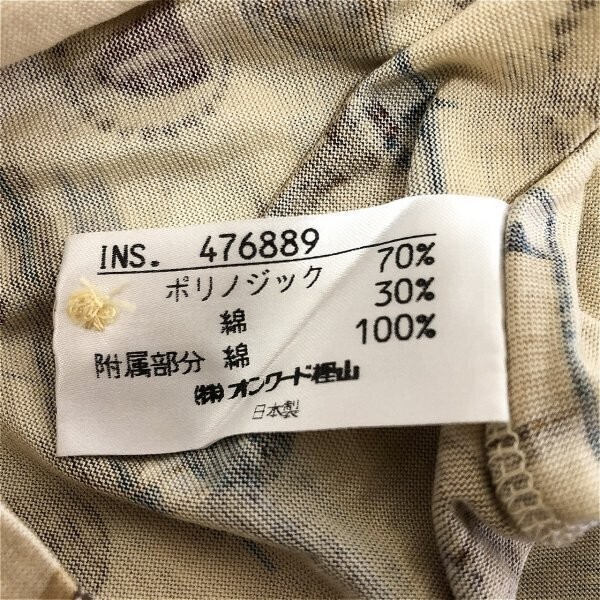 INS. 476889
ポリノジック 70%
綿 30%
附属部分 綿 100%
(株)オンワード樫山
日本製